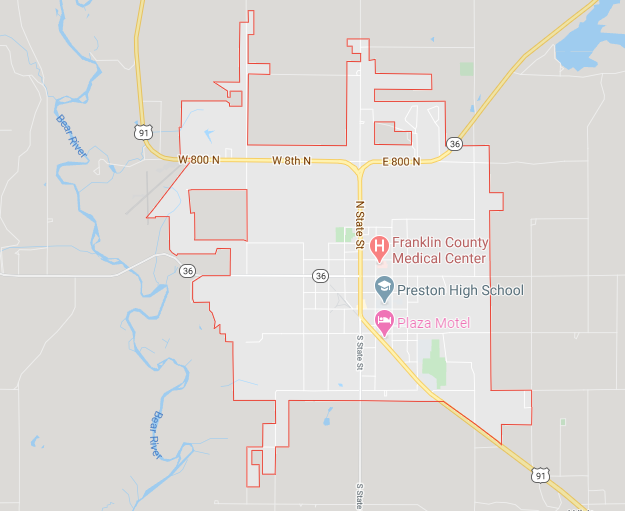 Bear River
91
W 800 N
W 8th N
E 800 N
36
N State St
Franklin County
Medical Center
36
36
Preston High School
Plaza Motel
S State St
Bear River
91
S State St